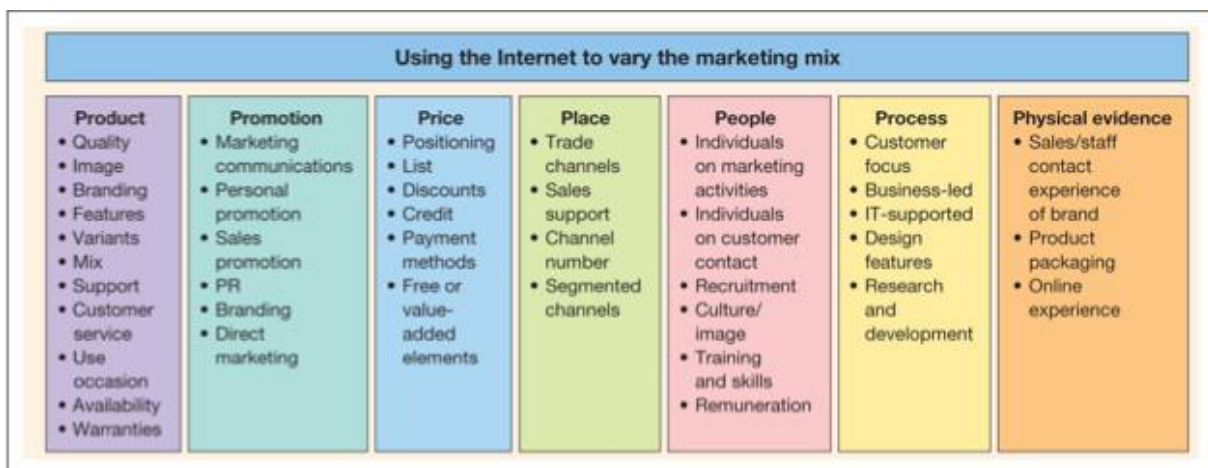 Using the Internet to vary the marketing mix
Product
• Quality
• Image
• Branding
• Features
• Variants
• Mix
• Support
• Customer
service
• Use
occasion
• Availability
• Warranties
Promotion
• Marketing
communications
• Personal
promotion
• Sales
promotion
• PR
• Branding
• Direct
marketing
Price
• Positioning
• List
• Discounts
• Credit
• Payment
methods
• Free or
value-
added
elements
Place
• Trade
channels
• Sales
support
• Channel
number
• Segmented
channels
People
• Individuals
on marketing
activities
• Individuals
on customer
contact
• Recruitment
• Culture/
image
• Training
and skills
• Remuneration
Process
• Customer
focus
• Business-led
• IT-supported
• Design
features
• Research
and
development
Physical evidence
• Sales/staff
contact
experience
of brand
• Product
packaging
• Online
experience